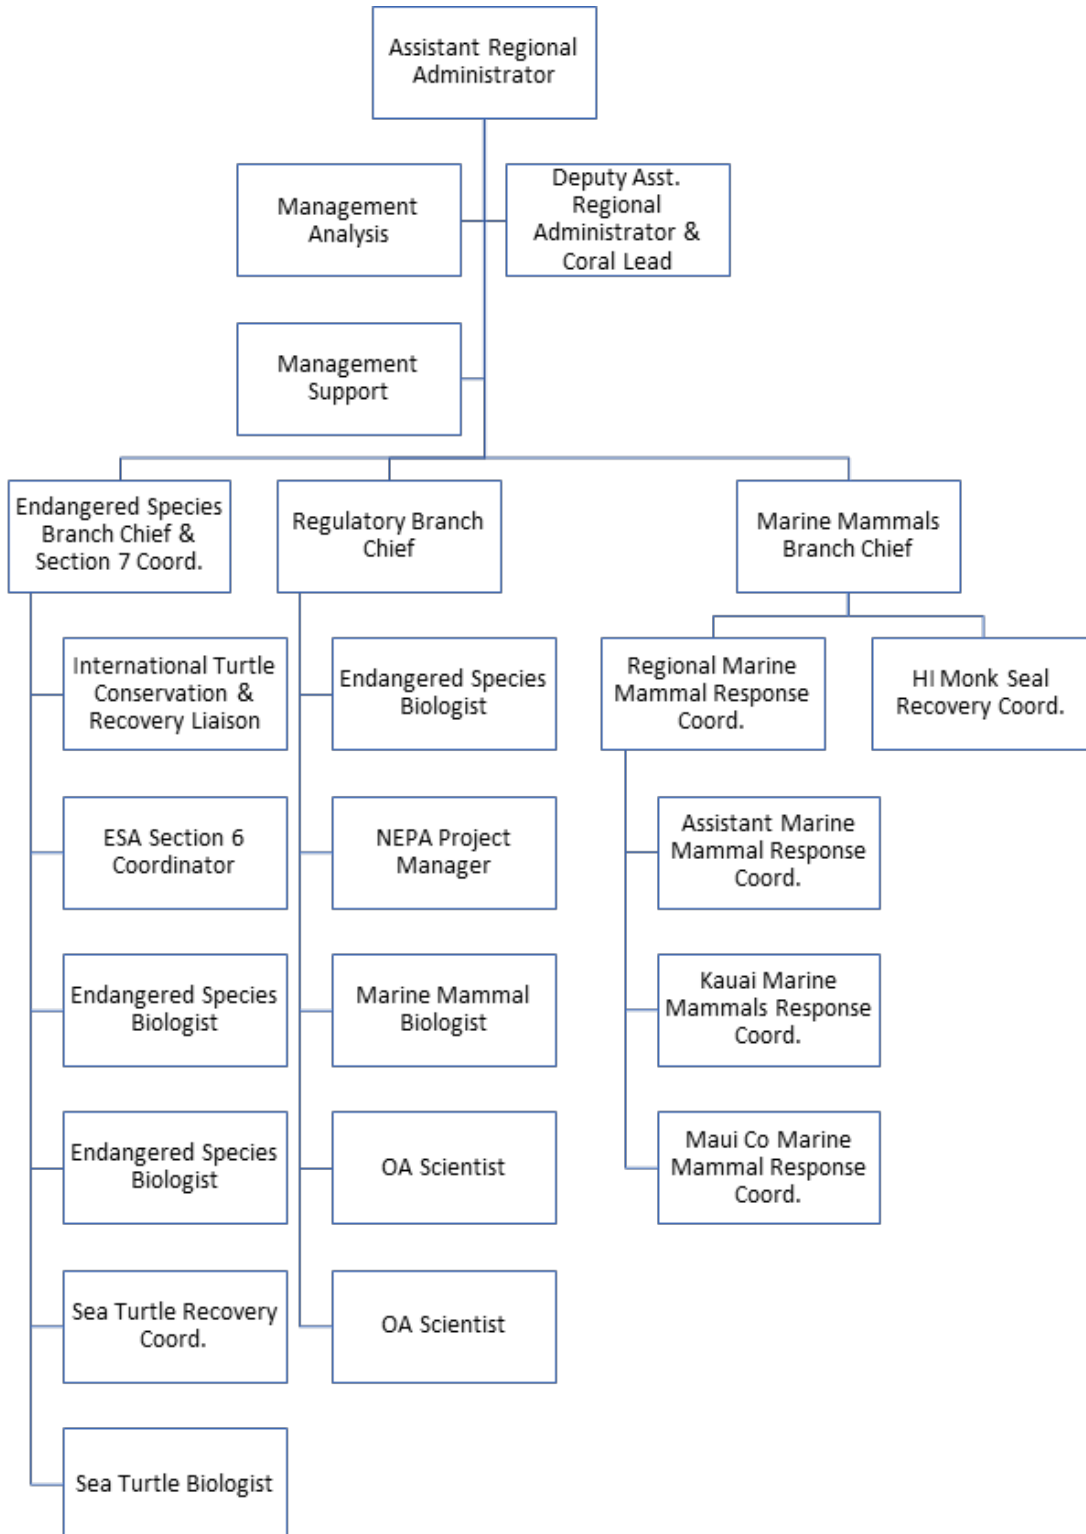 Assistant Regional
Administrator
Management
Analysis
Deputy Asst.
Regional
Administrator &
Coral Lead
Management
Support
Endangered Species
Branch Chief &
Section 7 Coord.
Regulatory Branch
Chief
Marine Mammals
Branch Chief
International Turtle
Conservation &
Recovery Liaison
ESA Section 6
Coordinator
Endangered Species
Biologist
Endangered Species
Biologist
Sea Turtle Recovery
Coord.
Sea Turtle Biologist
Endangered Species
Biologist
NEPA Project
Manager
Marine Mammal
Biologist
OA Scientist
OA Scientist
Regional Marine
Mammal Response
Coord.
HI Monk Seal
Recovery Coord.
Assistant Marine
Mammal Response
Coord.
Kauai Marine
Mammals Response
Coord.
Maui Co Marine
Mammal Response
Coord.